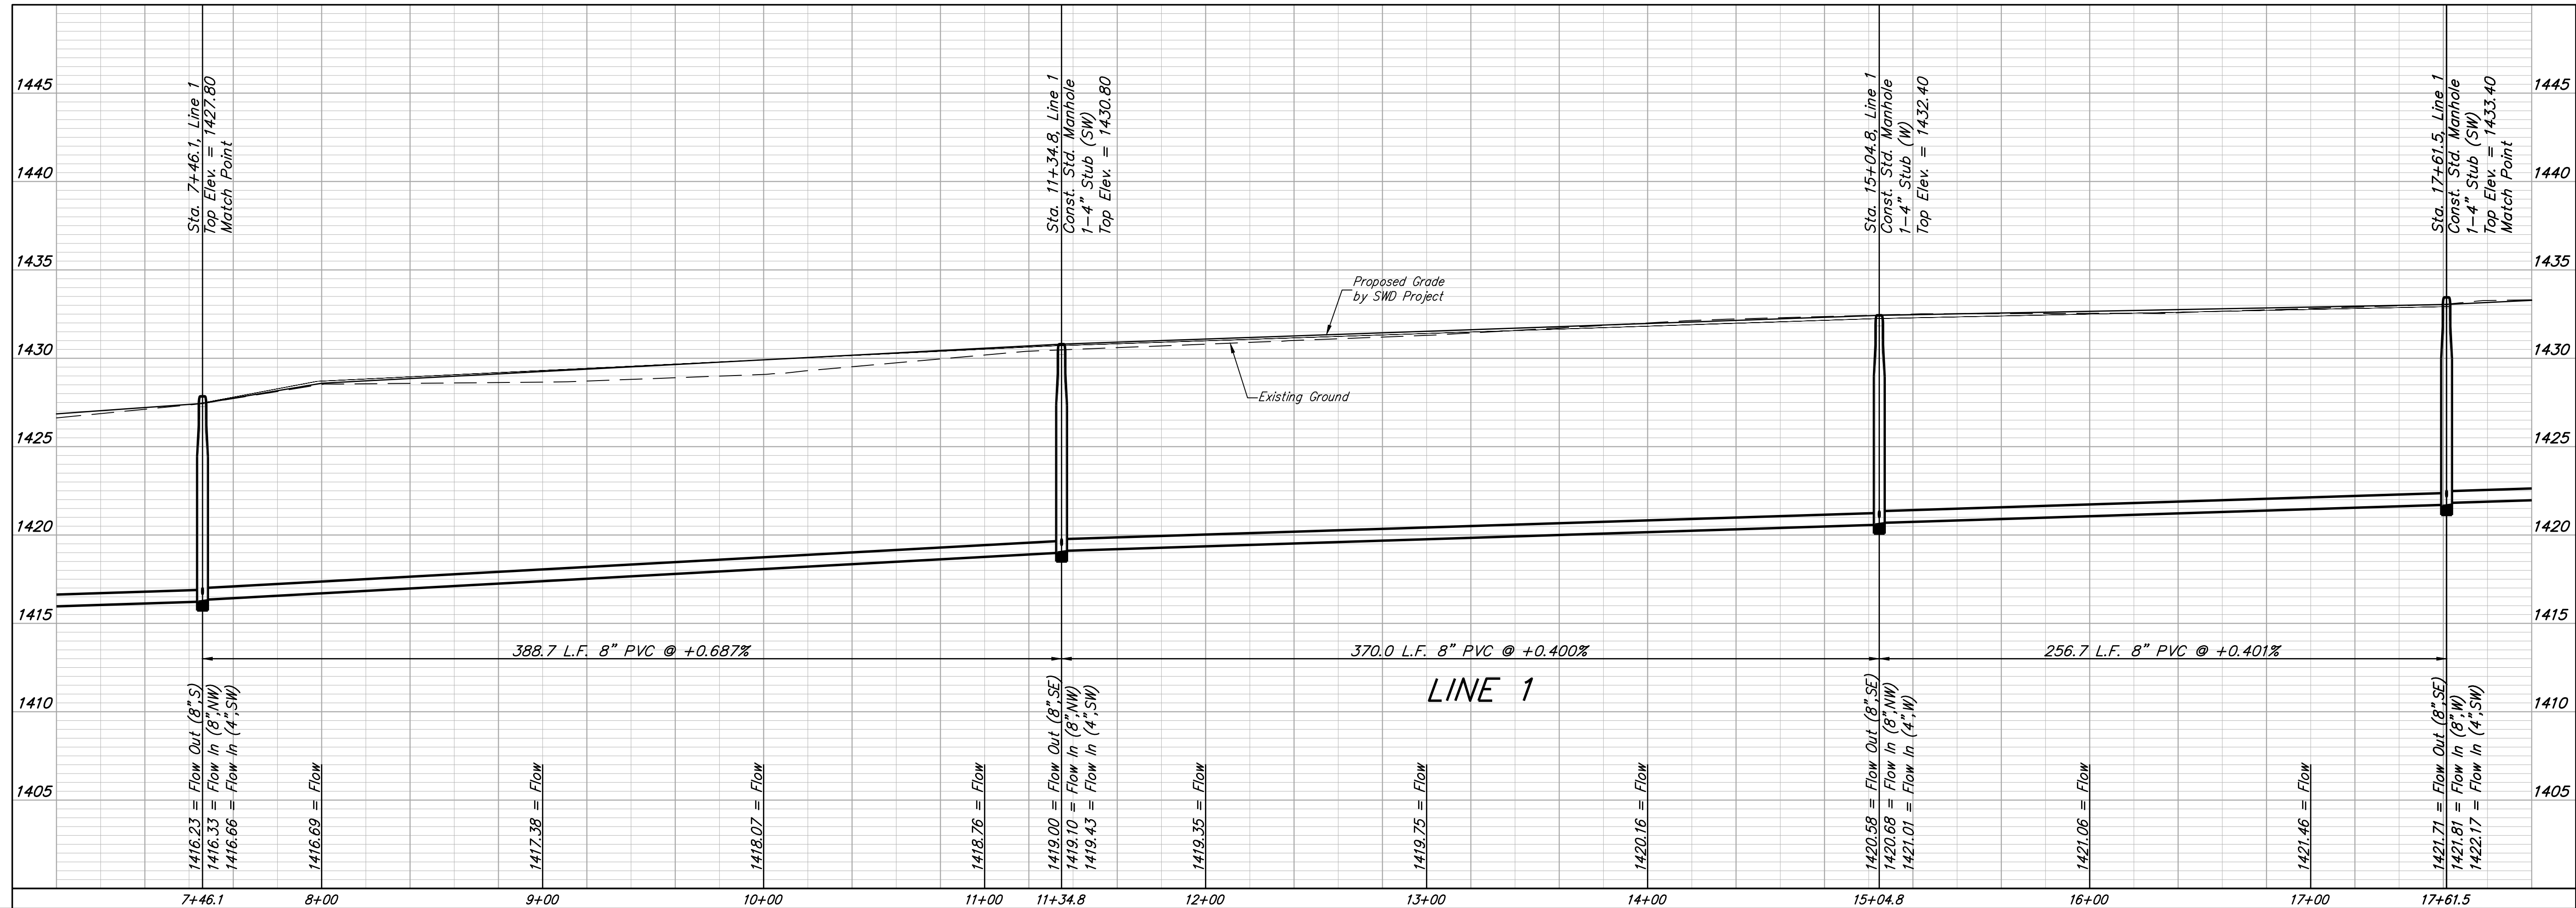 1445
1440
1435
1430
1425
1420
1415
1410
1405
Sta. 7+46.1, Line 1
Top Elev. = 1427.80
Match Point
Sta. 11+34.8, Line 1
Const. Std. Manhole
1-4" Stub (SW)
Top Elev. = 1430.80
Sta. 15+04.8, Line 1
Const. Std. Manhole
1-4" Stub (W)
Top Elev. = 1432.40
Sta. 17+61.5, Line 1
Const. Std. Manhole
1-4" Stub (SW)
Top Elev. = 1433.40
Match Point
1445
1440
1435
1430
1425
1420
1415
1410
1405
Proposed Grade
by SWD Project
Existing Ground
388.7 L.F. 8" PVC @ +0.687%
370.0 L.F. 8" PVC @ +0.400%
256.7 L.F. 8" PVC @ +0.401%
LINE 1
1416.23 = Flow Out (8",S)
1416.33 = Flow In (8",NW)
1416.66 = Flow In (4",SW)
1416.69 = Flow
1417.38 = Flow
1418.07 = Flow
1418.76 = Flow
1419.00 = Flow Out (8",SE)
1419.10 = Flow In (8",NW)
1419.43 = Flow In (4",SW)
1419.35 = Flow
1419.75 = Flow
1420.16 = Flow
1420.58 = Flow Out (8",SE)
1420.68 = Flow In (8",NW)
1421.01 = Flow In (4",W)
1421.06 = Flow
1421.46 = Flow
1421.71 = Flow Out (8",SE)
1421.81 = Flow In (8",W)
1422.17 = Flow In (4",SW)
7+46.1
8+00
9+00
10+00
11+00
11+34.8
12+00
13+00
14+00
15+04.8
16+00
17+00
17+61.5